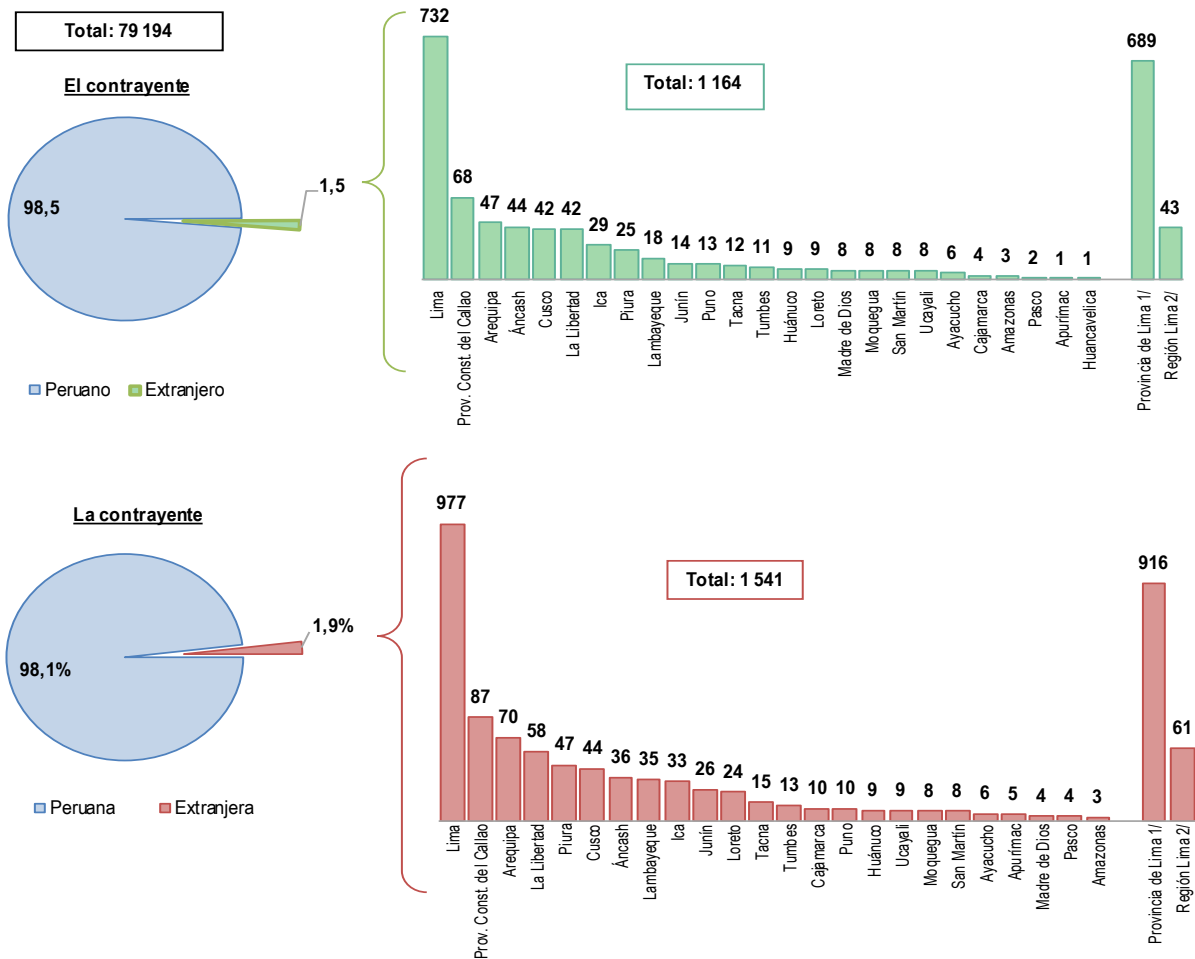 Total: 79 194
El contrayente
98,5
1,5
Peruano
Extranjero
Total: 1 164
732
68
47
44
42
42
29
25
18
14
13
12
11
9
9
8
8
8
8
6
4
3
2
1
1
689
43
Lima
Prov. Const. de l Callao
Arequipa
Áncash
Cusco
La Libertad
Ica
Piura
Lambayeque
Junín
Puno
Tacna
Tumbes
Huánuco
Loreto
Madre de Dios
Moquegua
San Martín
Ucayali
Ayacucho
Cajamarca
Amazonas
Pasco
Apurímac
Huancavelica
Provincia de Lima 1/
Región Lima 2/
La contrayente
98,1%
1,9%
Peruana
Extranjera
Total: 1 541
977
87
70
58
47
44
36
35
33
26
24
15
13
10
10
9
9
8
8
6
5
4
4
3
916
61
Lima
Prov. Const. del Callao
Arequipa
La Libertad
Piura
Cusco
Áncash
Lambayeque
Ica
Junín
Loreto
Tacna
Tumbes
Cajamarca
Puno
Huánuco
Ucayali
Moquegua
San Martín
Ayacucho
Apurímac
Madre de Dios
Pasco
Amazonas
Provincia de Lima 1/
Región Lima 2/